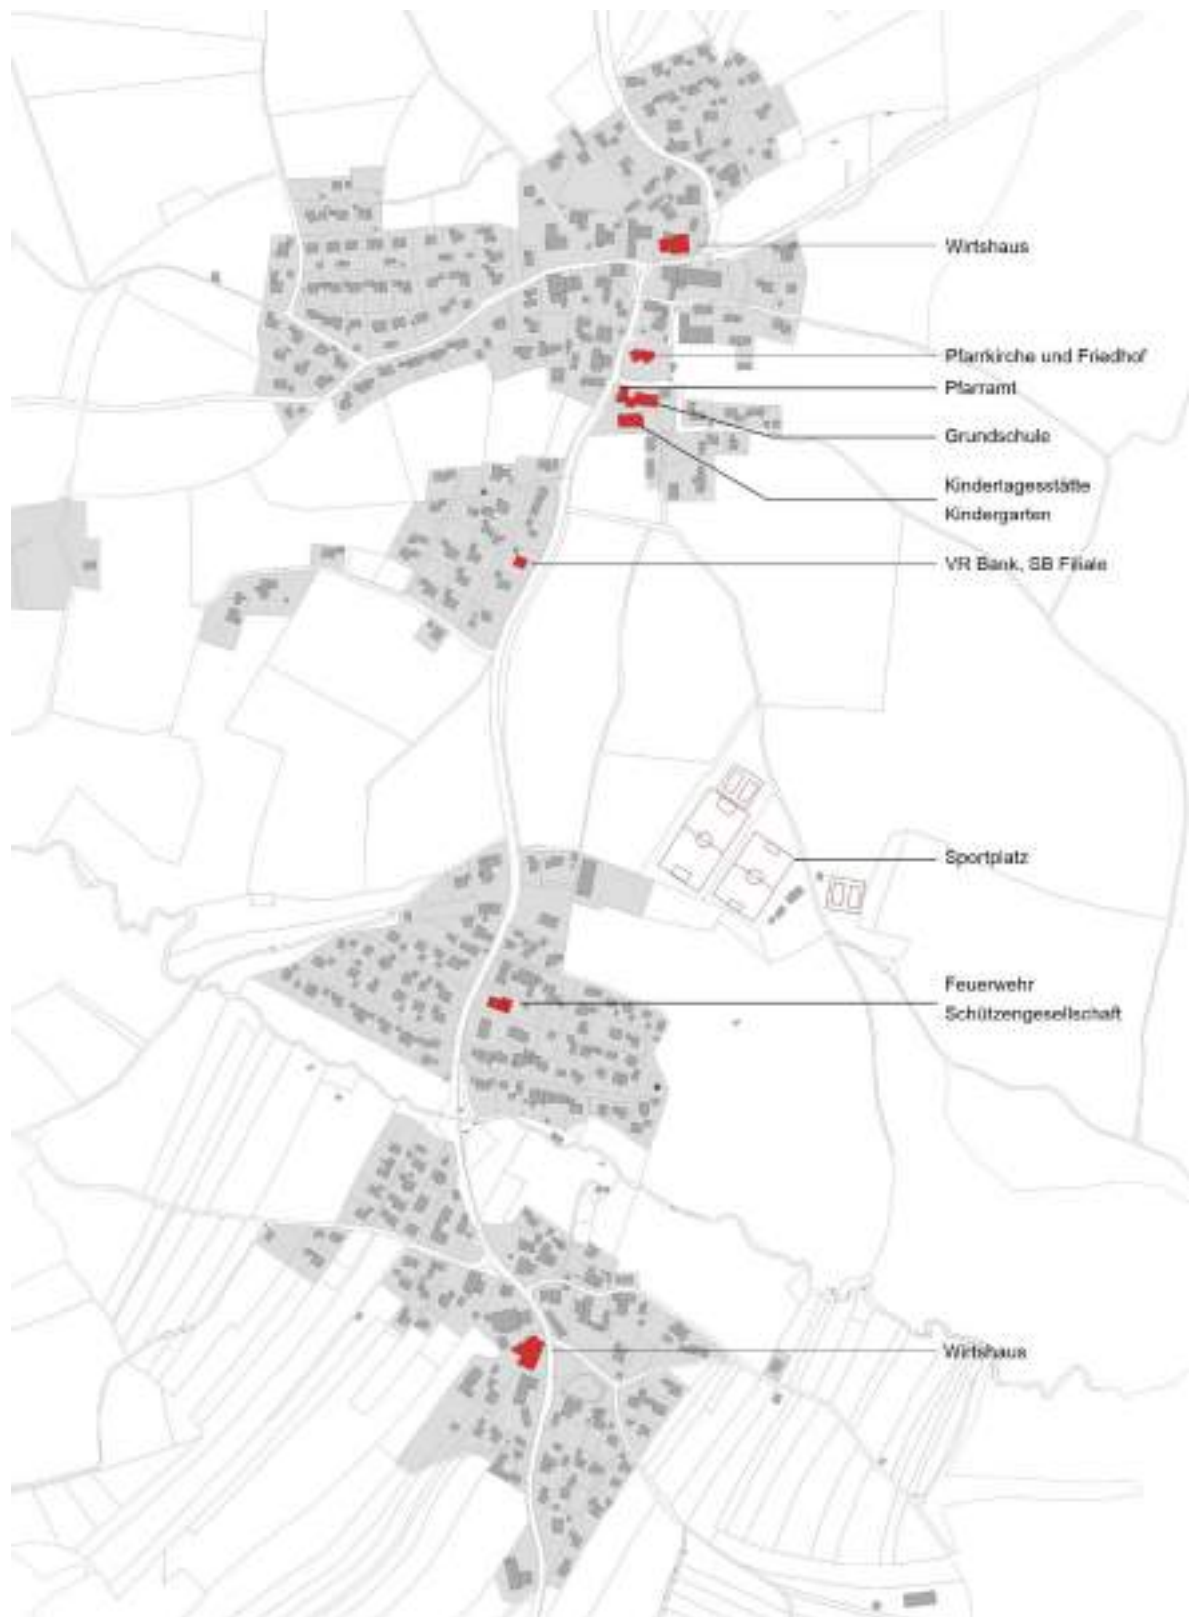 Wirtshaus
Pfarrkirche und Friedhof
Pfarramt
Grundschule
Kindertagesstätte
Kindergarten
VR Bank, SB Filiale
Sportplatz
Feuerwehr
Schützengesellschaft
Wirtshaus